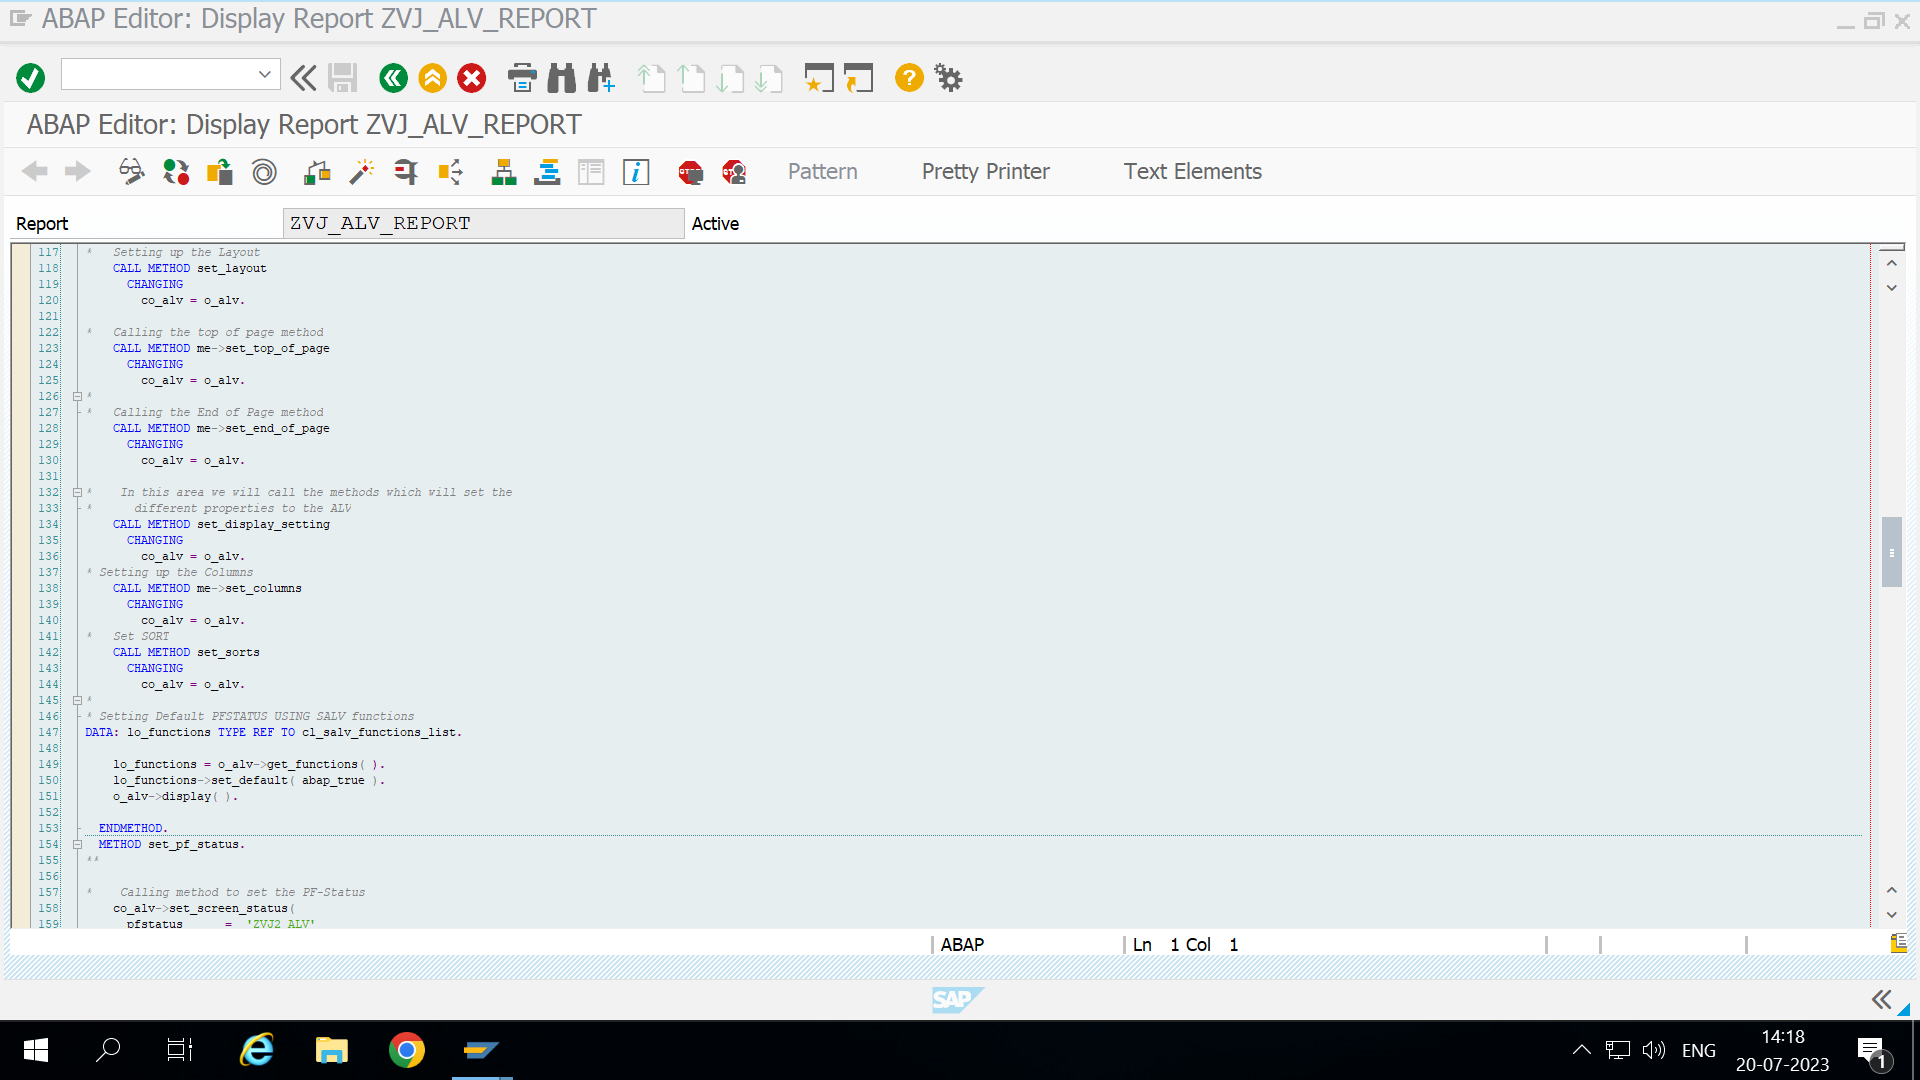 ABAP Editor: Display Report ZVJ_ALV_REPORT
ABAP Editor: Display Report ZVJ_ALV_REPORT
Pattern Pretty Printer Text Elements
Report ZVJ_ALV_REPORT Active
117 * Setting up the Layout
118 CALL METHOD set_layout
119 CHANGING
120 co_alv = o_alv.
121
122 * Calling the top of page method
123 CALL METHOD me->set_top_of_page
124 CHANGING
125 co_alv = o_alv.
126 *
127 * Calling the End of Page method
128 CALL METHOD me->set_end_of_page
129 CHANGING
130 co_alv = o_alv.
131
132 * In this area we will call the methods which will set the
133 * different properties to the ALV
134 CALL METHOD set_display_setting
135 CHANGING
136 co_alv = o_alv.
137 * Setting up the Columns
138 CALL METHOD me->set_columns
139 CHANGING
140 co_alv = o_alv.
141 * Set SORT
142 CALL METHOD set_sorts
143 CHANGING
144 co_alv = o_alv.
145 *
146 * Setting Default PFSTATUS USING SALV functions
147 DATA: lo_functions TYPE REF TO cl_salv_functions_list.
148
149 lo_functions = o_alv->get_functions( ).
150 lo_functions->set_default( abap_true ).
151 o_alv->display( ).
152
153 ENDMETHOD.
154 METHOD set_pf_status.
155 **
156
157 * Calling method to set the PF-Status
158 co_alv->set_screen_status(
159 pfstatus = 'ZVJ2_ALV'
ABAP Ln 1 Col 1
SAP
ENG
14:18
20-07-2023
1